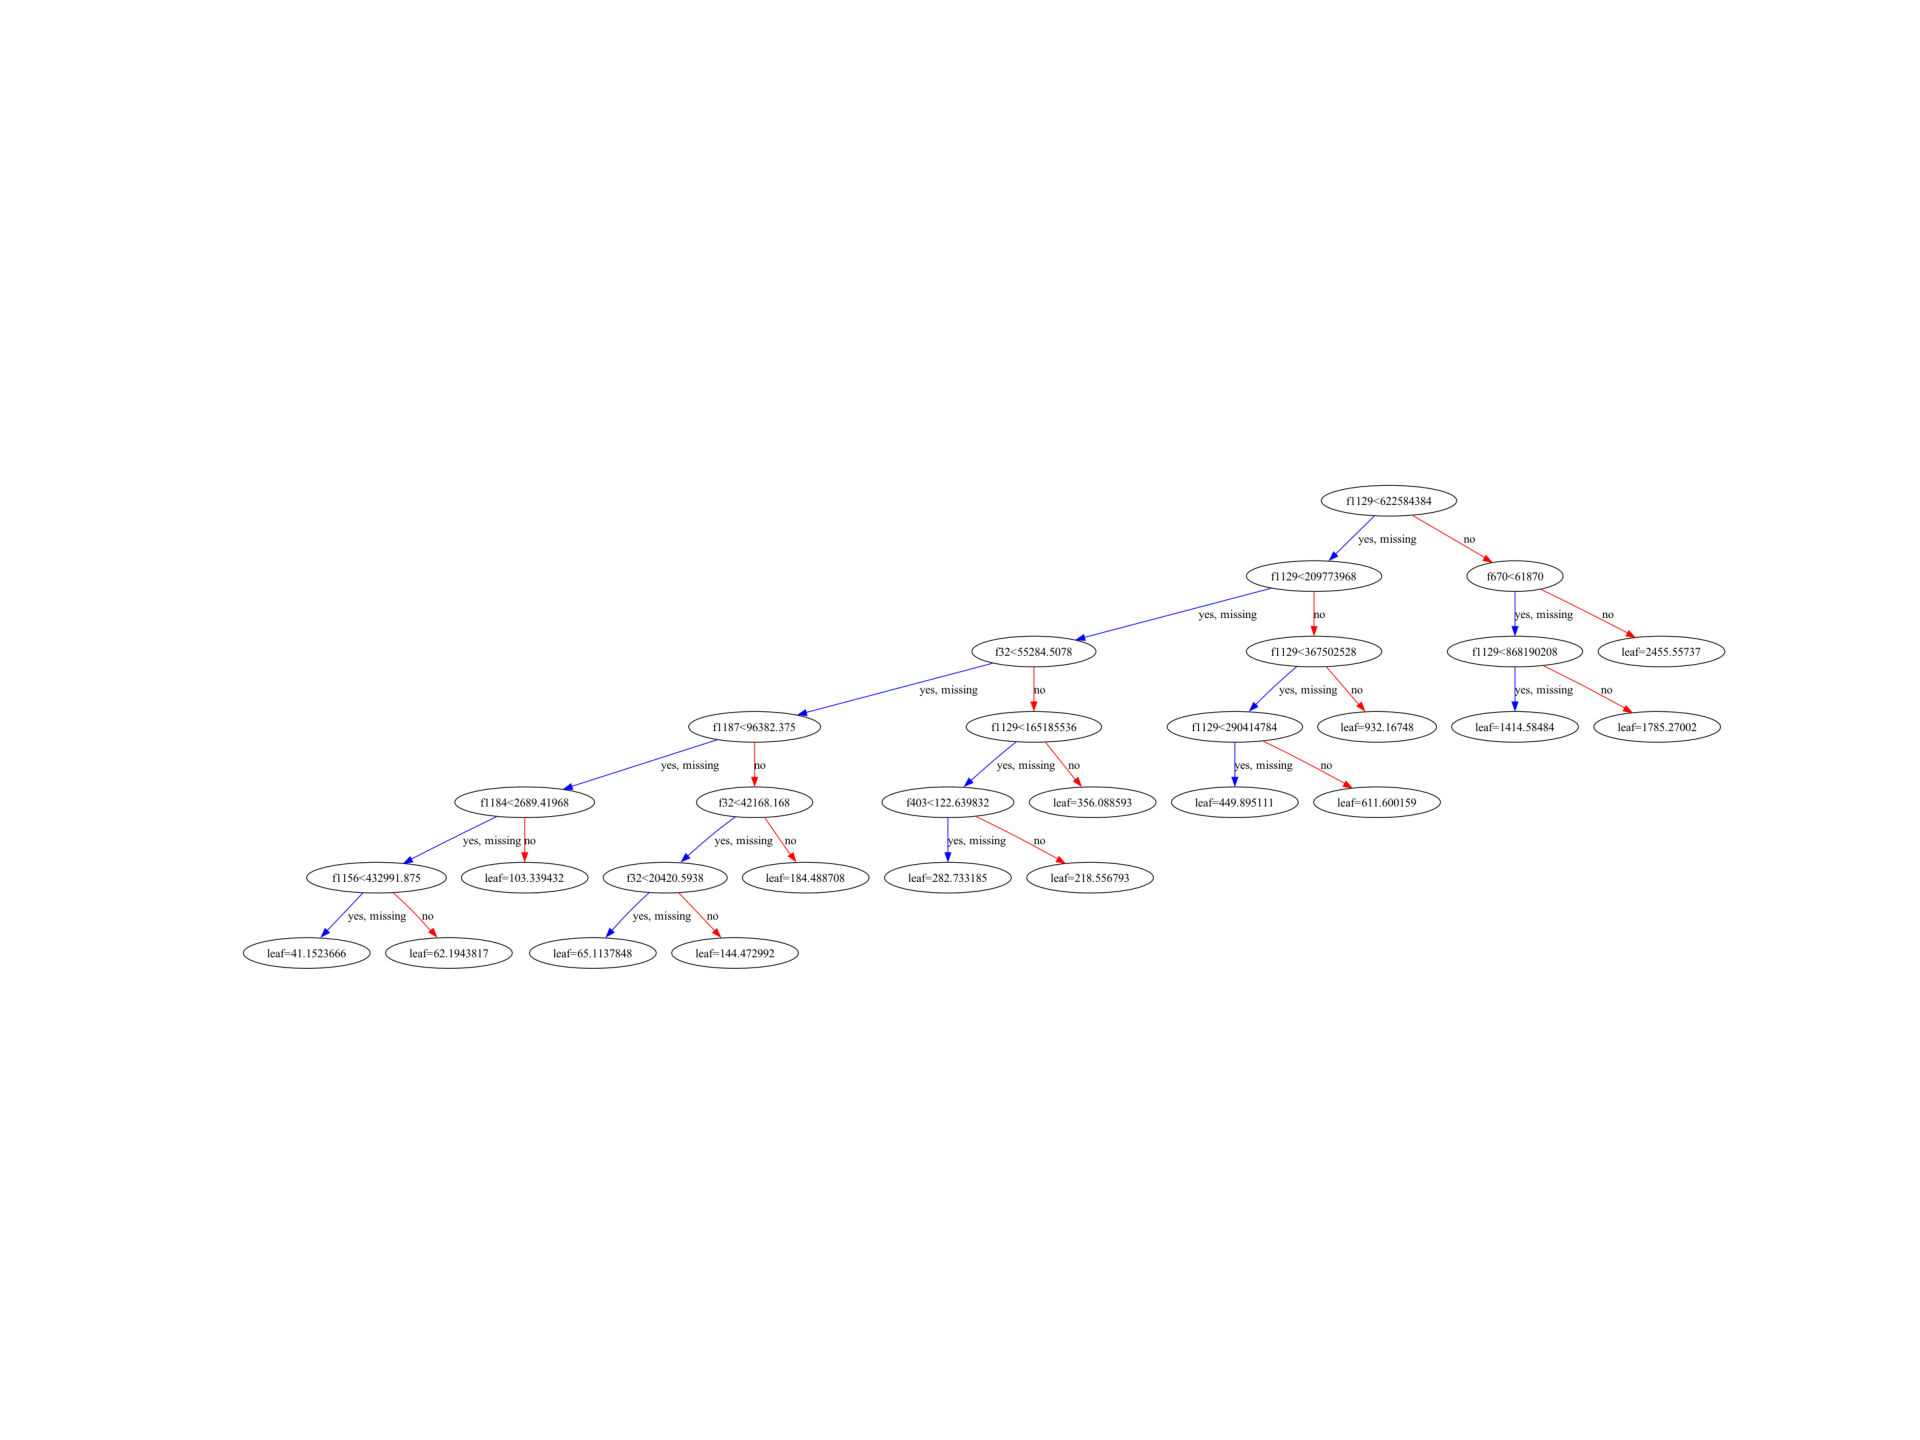 f1129<622584384
yes, missing
no
f1129<209773968
f670<61870
yes, missing
no
yes, missing
no
f32<55284.5078
f1129<367502528
f1129<868190208
leaf=2455.55737
yes, missing
no
yes, missing
no
yes, missing
no
f1187<96382.375
f1129<165185536
f1129<290414784
leaf=932.16748
leaf=1414.58484
leaf=1785.27002
yes, missing
no
yes, missing
no
yes, missing
no
f1184<2689.41968
f32<42168.168
f403<122.639832
leaf=356.088593
leaf=449.895111
leaf=611.600159
yes, missing
no
yes, missing
no
yes, missing
no
f1156<432991.875
leaf=103.339432
f32<20420.5938
leaf=184.488708
leaf=282.733185
leaf=218.556793
yes, missing
no
yes, missing
no
leaf=41.1523666
leaf=62.1943817
leaf=65.1137848
leaf=144.472992